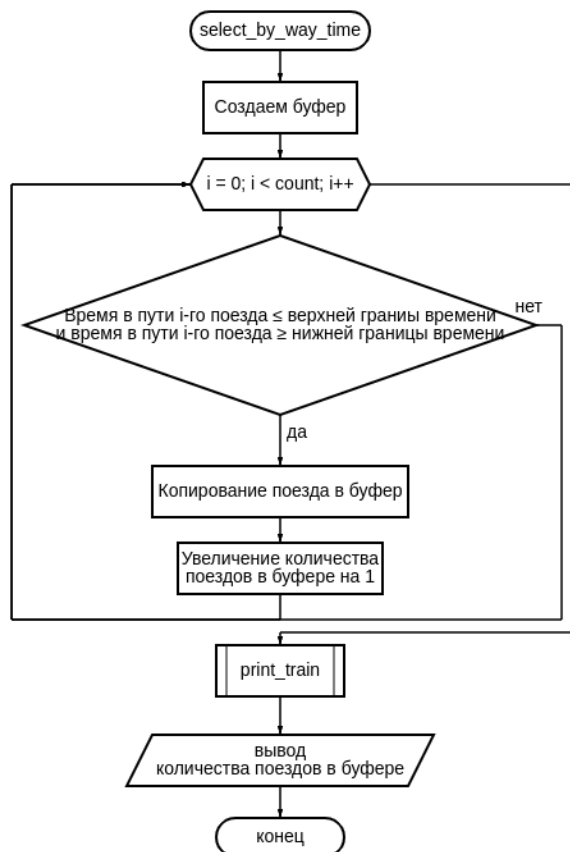 select_by_way_time
Создаем буфер
i = 0; i < count; i++
Время в пути i-го поезда ≤ верхней граниы времени
и время в пути i-го поезда ≥ нижней границы времени
нет
да
Копирование поезда в буфер
Увеличение количества
поездов в буфере на 1
print_train
вывод
количества поездов в буфере
конец